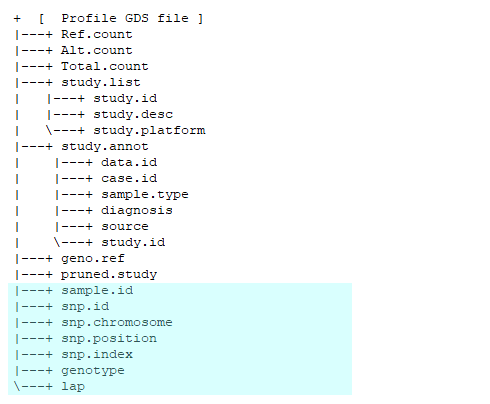 +  [  Profile GDS file ]
|---+ Ref.count
|---+ Alt.count
|---+ Total.count
|---+ study.list
|   |---+ study.id
|   |---+ study.desc
|   \---+ study.platform
|---+ study.annot
|    |---+ data.id
|    |---+ case.id
|    |---+ sample.type
|    |---+ diagnosis
|    |---+ source
|    \---+ study.id
|---+ geno.ref
|---+ pruned.study
|---+ sample.id
|---+ snp.id
|---+ snp.chromosome
|---+ snp.position
|---+ snp.index
|---+ genotype
\---+ lap